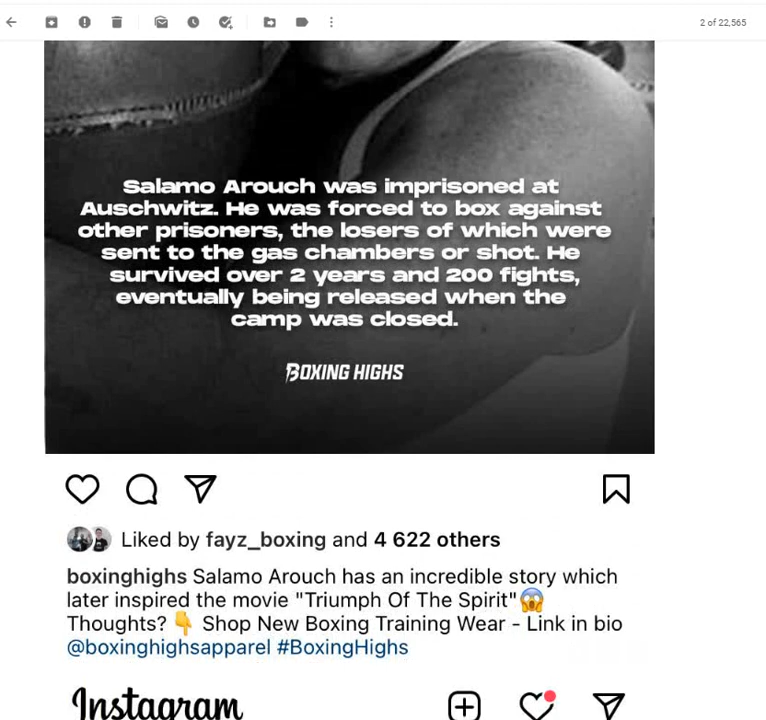 2 of 22,565
Salamo Arouch was imprisoned at
Auschwitz. He was forced to box against
other prisoners, the losers of which were
sent to the gas chambers or shot. He
survived over 2 years and 200 fights,
eventually being released when the
camp was closed.
BOXING HIGHS
Liked by fayz_boxing and 4 622 others
boxinghighs Salamo Arouch has an incredible story which
later inspired the movie "Triumph Of The Spirit"😱
Thoughts? 👇 Shop New Boxing Training Wear - Link in bio
@boxinghighsapparel #BoxingHighs
Instagram